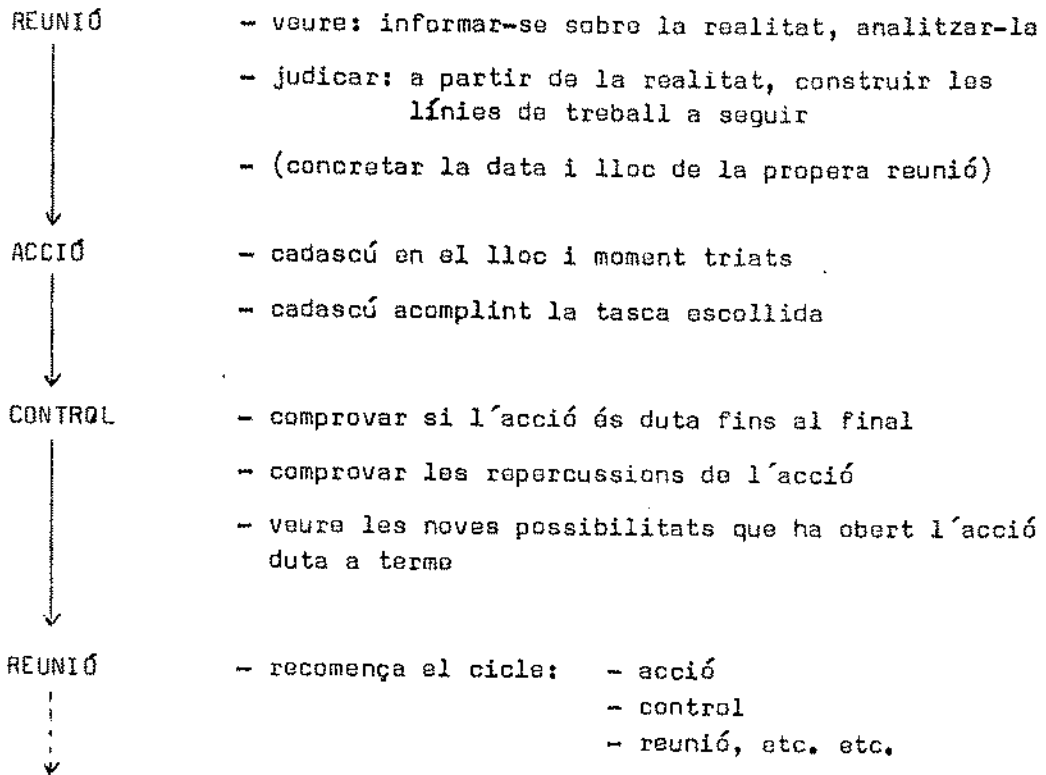 REUNIÓ - veure: informar-se sobre la realitat, analitzar-la
- judicar: a partir de la realitat, construir les
línies de treball a seguir
- (concretar la data i lloc de la propera reunió)
ACCIÓ - cadascú en el lloc i moment triats
- cadascú acomplint la tasca escollida
CONTROL - comprovar si l´acció és duta fins al final
- comprovar les repercussions de l´acció
- veure les noves possibilitats que ha obert l´acció
duta a terme
REUNIÓ - recomença el cicle: - acció
- control
- reunió, etc. etc.